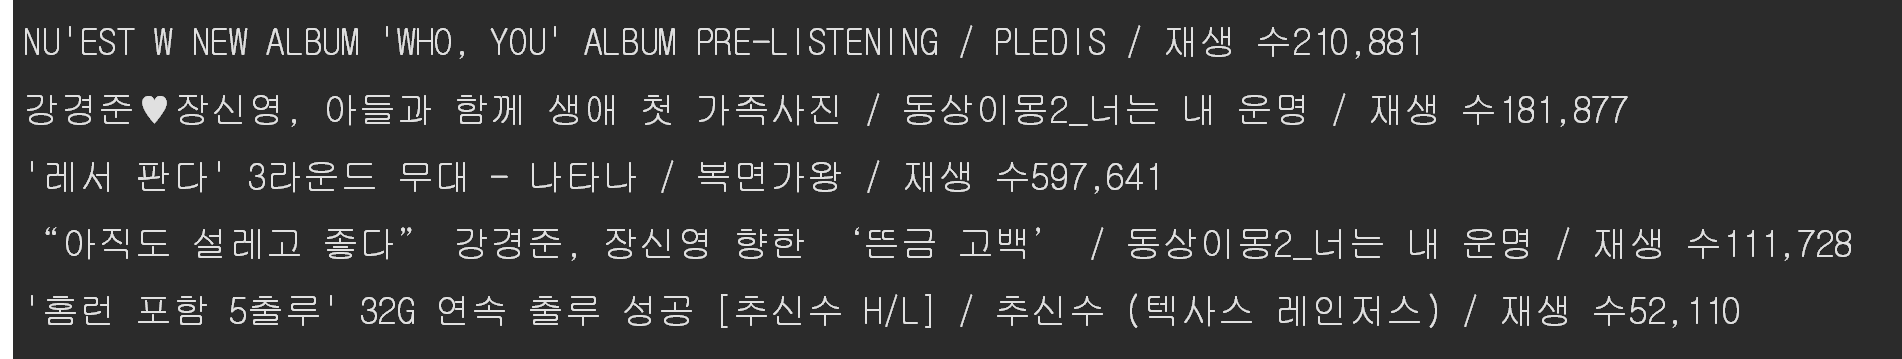 NU'EST W NEW ALBUM 'WHO, YOU' ALBUM PRE-LISTENING / PLEDIS / 재생 수210,881
강경준♥장신영, 아들과 함께 생애 첫 가족사진 / 동상이몽2_너는 내 운명 / 재생 수181,877
'레서 판다' 3라운드 무대 - 나타나 / 복면가왕 / 재생 수597,641
“아직도 설레고 좋다” 강경준, 장신영 향한 ‘뜬금 고백’ / 동상이몽2_너는 내 운명 / 재생 수111,728
'홈런 포함 5출루' 32G 연속 출루 성공 [추신수 H/L] / 추신수 (텍사스 레인저스) / 재생 수52,110